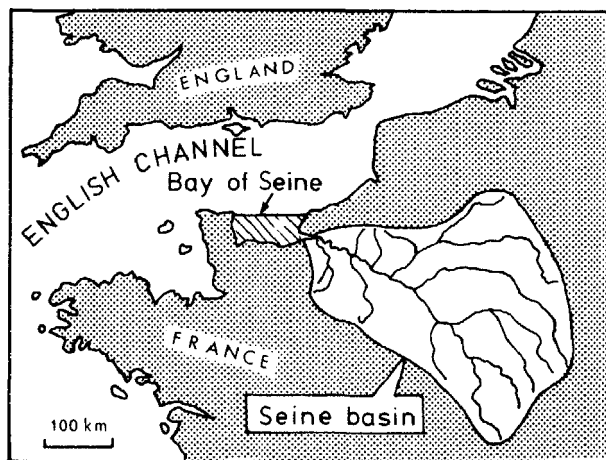 ENGLAND
ENGLISH CHANNEL
Bay of Seine
FRANCE
Seine basin
100 km